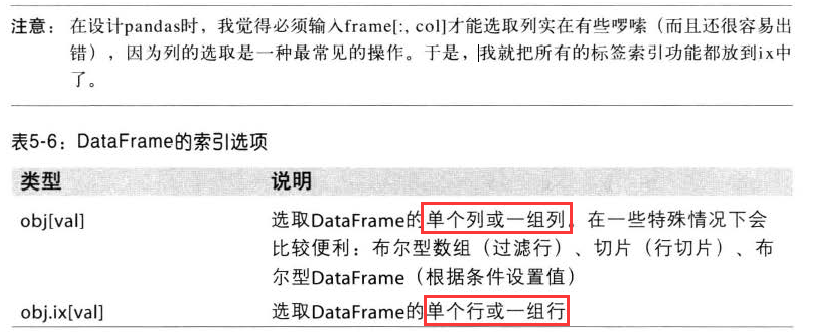 注意： 在设计pandas时，我觉得必须输入frame[:, col]才能选取列实在有些啰嗦（而且还很容易出
错），因为列的选取是一种最常见的操作。于是，我就把所有的标签索引功能都放到ix中
了。
表5-6：DataFrame的索引选项
类型 说明
obj[val] 选取DataFrame的单个列或一组列。在一些特殊情况下会
比较便利：布尔型数组（过滤行）、切片（行切片）、布
尔型DataFrame（根据条件设置值）
obj.ix[val] 选取DataFrame的单个行或一组行